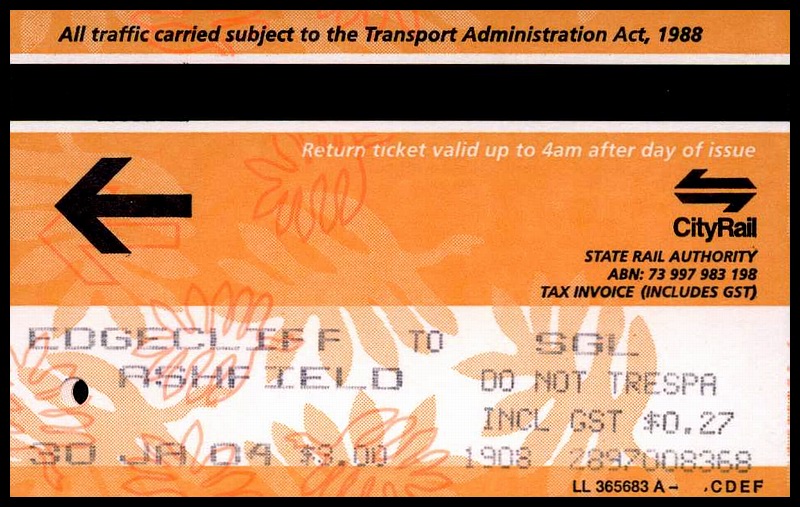 All traffic carried subject to the Transport Administration Act, 1988
Return ticket valid up to 4am after day of issue
CityRail
STATE RAIL AUTHORITY
ABN: 73 997 983 198
TAX INVOICE (INCLUDES GST)
EDGECLIFF TO SGL
ASHFIELD DO NOT TRESPA
INCL GST $0.27
30 JA 04 $3.00 1908 2897008368
LL 365683 A – .CDEF